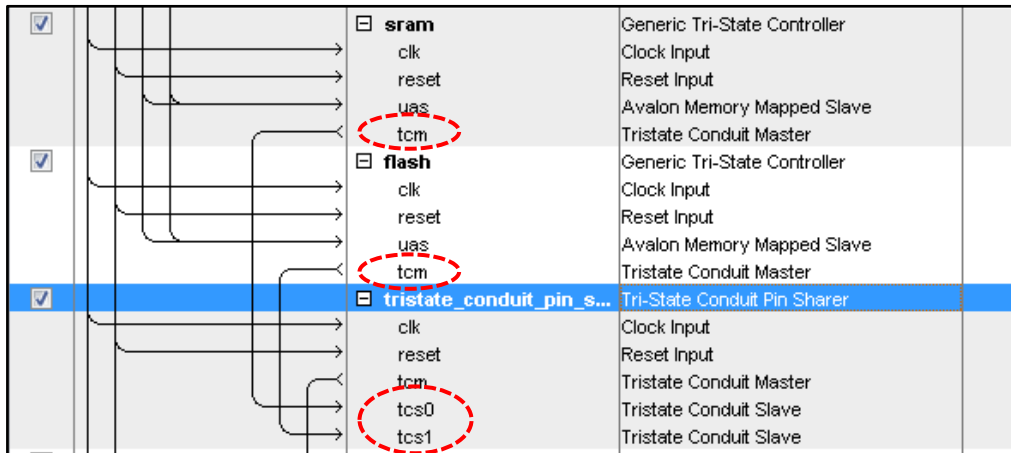 sram Generic Tri-State Controller
clk Clock Input
reset Reset Input
uas Avalon Memory Mapped Slave
tcm Tristate Conduit Master
flash Generic Tri-State Controller
clk Clock Input
reset Reset Input
uas Avalon Memory Mapped Slave
tcm Tristate Conduit Master
tristate_conduit_pin_s... Tri-State Conduit Pin Sharer
clk Clock Input
reset Reset Input
tcm Tristate Conduit Master
tcs0 Tristate Conduit Slave
tcs1 Tristate Conduit Slave